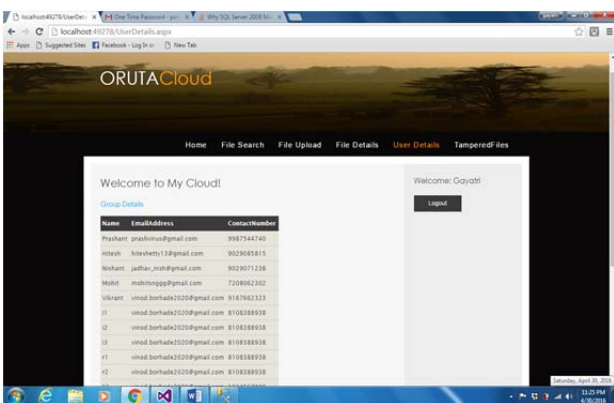 localhost:49278/UserDet
One Time Password - pro
Why SQL Server 2008 M
localhost:49278/UserDetails.aspx
Apps Suggested Sites Facebook - Log In or New Tab
ORUTACloud
Home File Search File Upload File Details User Details TamperedFiles
Welcome to My Cloud!
Welcome: Gayatri
Group Details
Logout
Name EmailAddress ContactNumber
Prashant prashvirus@gmail.com 9987544740
Hitesh hiteshetty13@gmail.com 9029085815
Nishant jadhav_nish@gmail.com 9029071238
Mohit mohitsnggg@gmail.com 7208062302
Vikrant vinod.borhade2020@gmail.com 9167662323
vinod.borhade2020@gmail.com 8108388938
i2 vinod.borhade2020@gmail.com 8108388938
i3 vinod.borhade2020@gmail.com 8108388938
r1 vinod.borhade2020@gmail.com 8108388938
r2 vinod.borhade2020@gmail.com 8108388938
Saturday, April 30, 2016
11:25 PM
4/30/2016